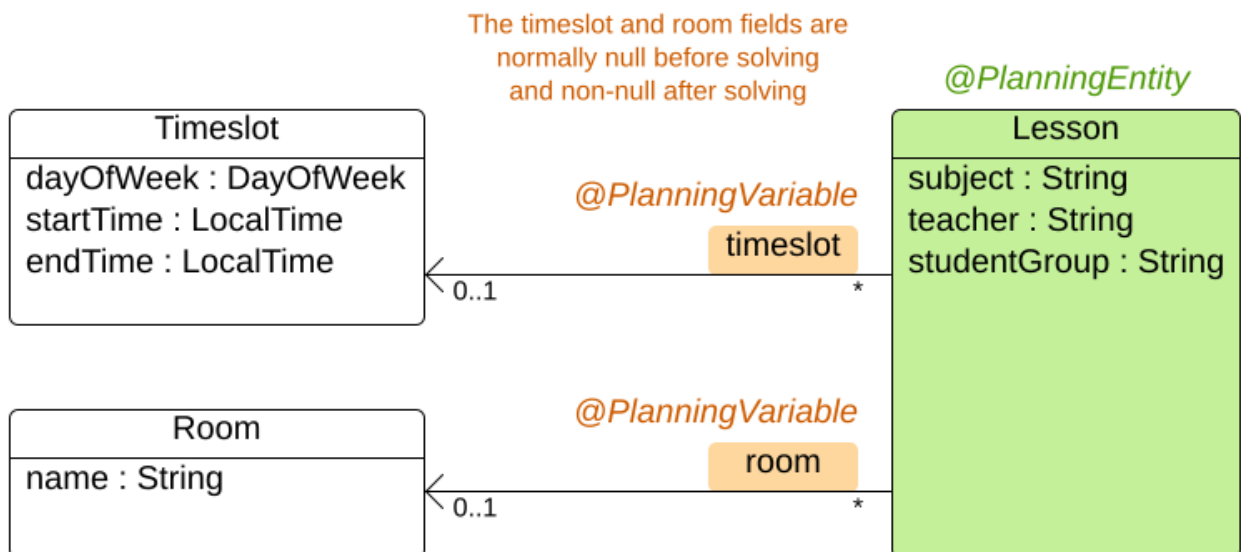 The timeslot and room fields are
normally null before solving
and non-null after solving
@PlanningEntity
Timeslot
dayOfWeek : DayOfWeek
startTime : LocalTime
endTime : LocalTime
@PlanningVariable
timeslot
0..1
*
Lesson
subject : String
teacher : String
studentGroup : String
Room
name : String
@PlanningVariable
room
0..1
*